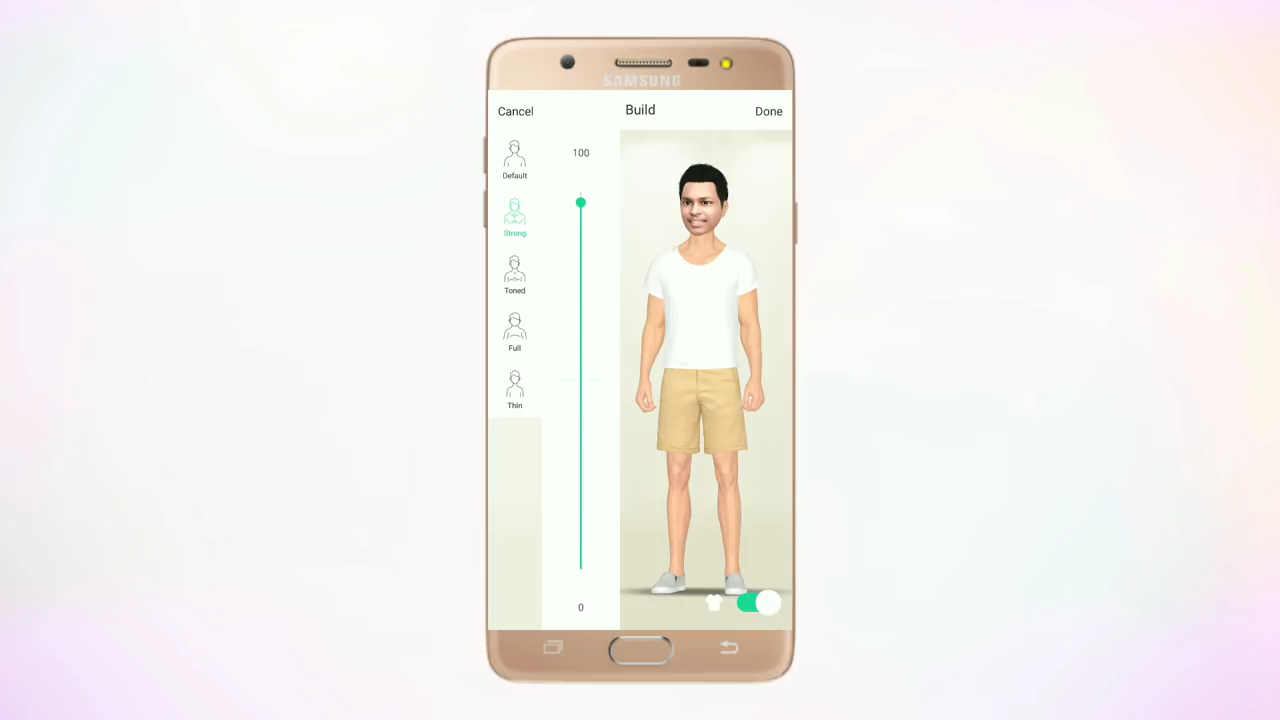 SAMSUNG
Cancel
Build
Done
100
Default
Strong
Toned
Full
Thin
0